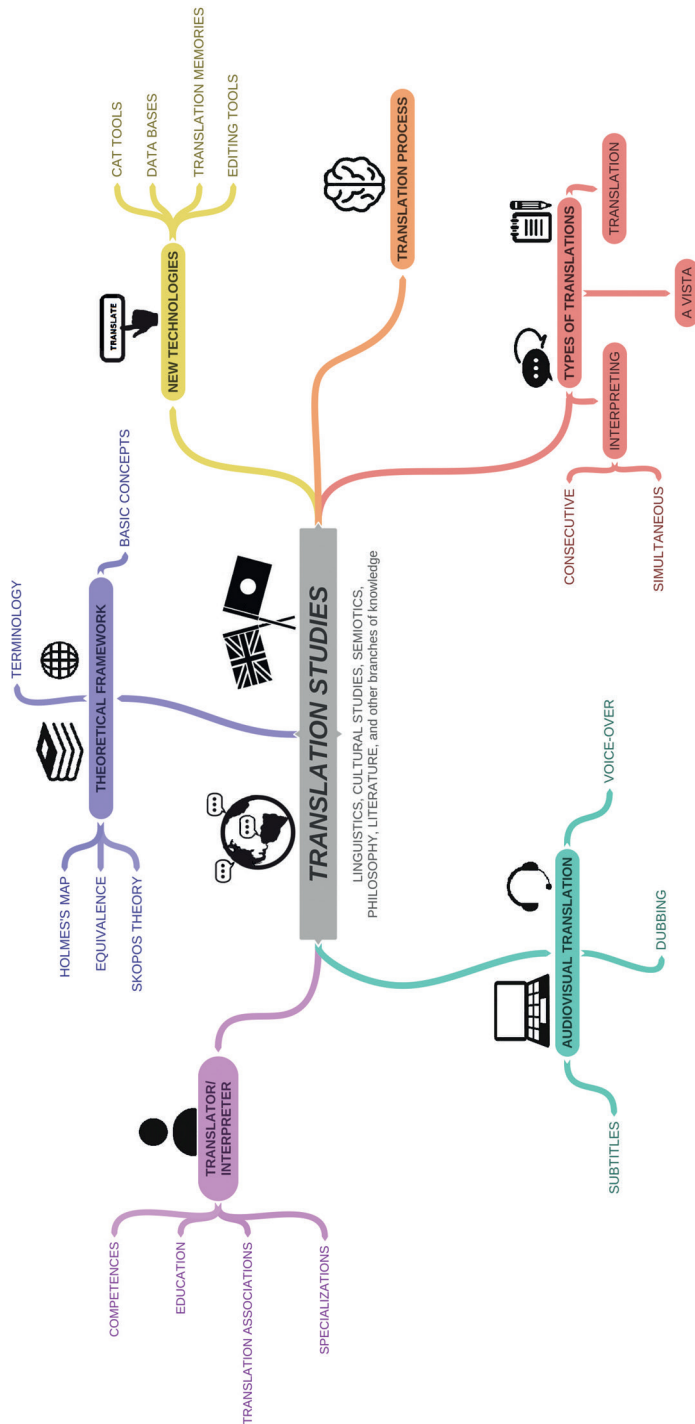 TRANSLATION STUDIES
LINGUISTICS, CULTURAL STUDIES, SEMIOTICS,
PHILOSOPHY, LITERATURE, and other branches of knowledge
TRANSLATOR/
INTERPRETER
COMPETENCES
EDUCATION
TRANSLATION ASSOCIATIONS
SPECIALIZATIONS
THEORETICAL FRAMEWORK
HOLMES'S MAP
EQUIVALENCE
SKOPOS THEORY
TERMINOLOGY
BASIC CONCEPTS
TRANSLATE
NEW TECHNOLOGIES
CAT TOOLS
DATA BASES
TRANSLATION MEMORIES
EDITING TOOLS
TRANSLATION PROCESS
AUDIOVISUAL TRANSLATION
SUBTITLES
DUBBING
VOICE-OVER
TYPES OF TRANSLATIONS
INTERPRETING
CONSECUTIVE
SIMULTANEOUS
A VISTA
TRANSLATION